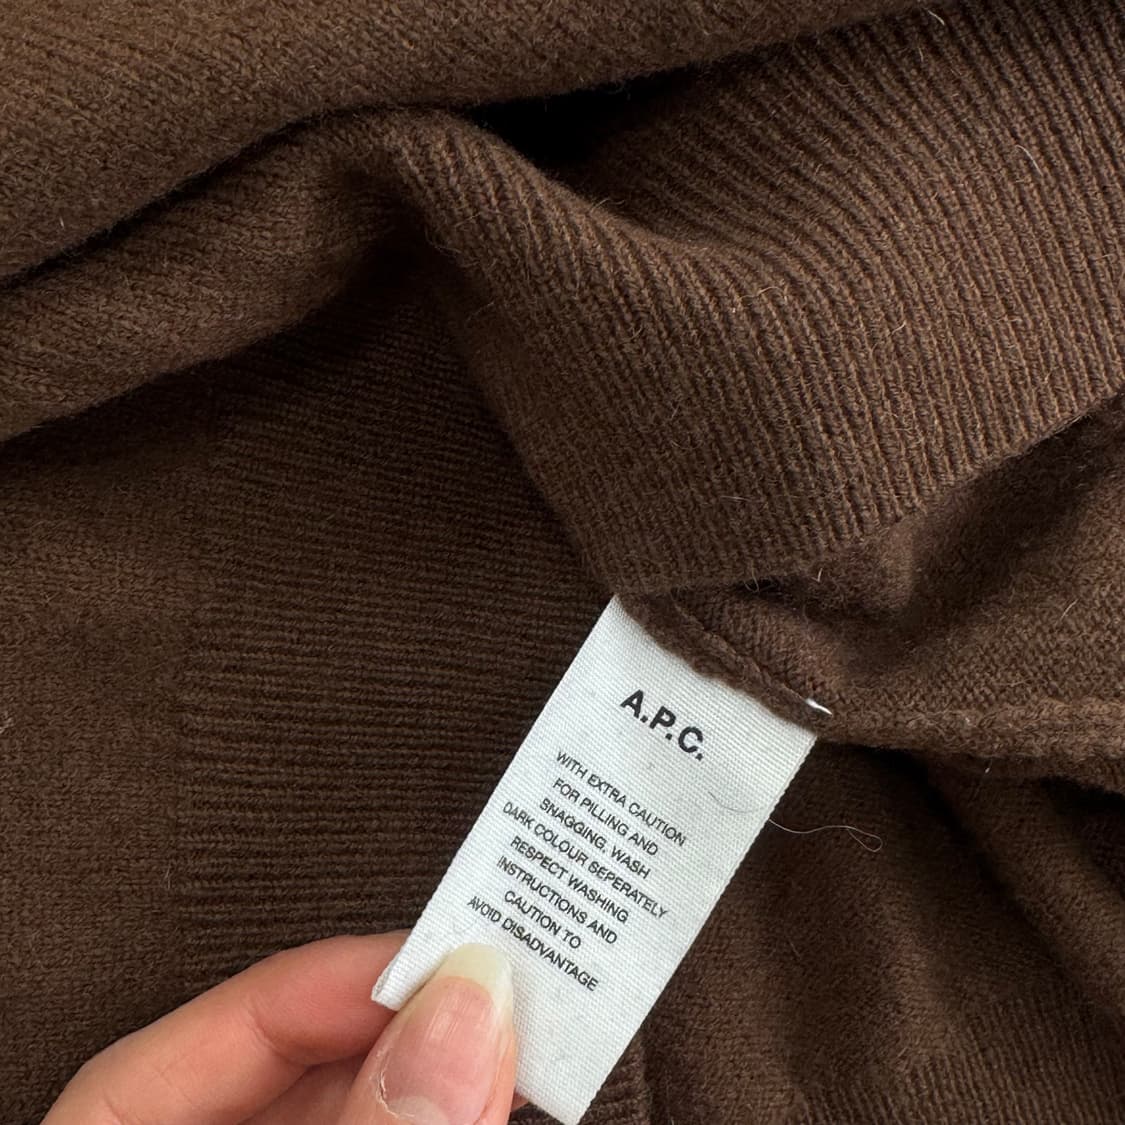 A.P.C.
WITH EXTRA CAUTION
FOR PILLING AND
SNAGGING, WASH
DARK COLOUR SEPERATELY
RESPECT WASHING
INSTRUCTIONS AND
CAUTION TO
AVOID DISADVANTAGE